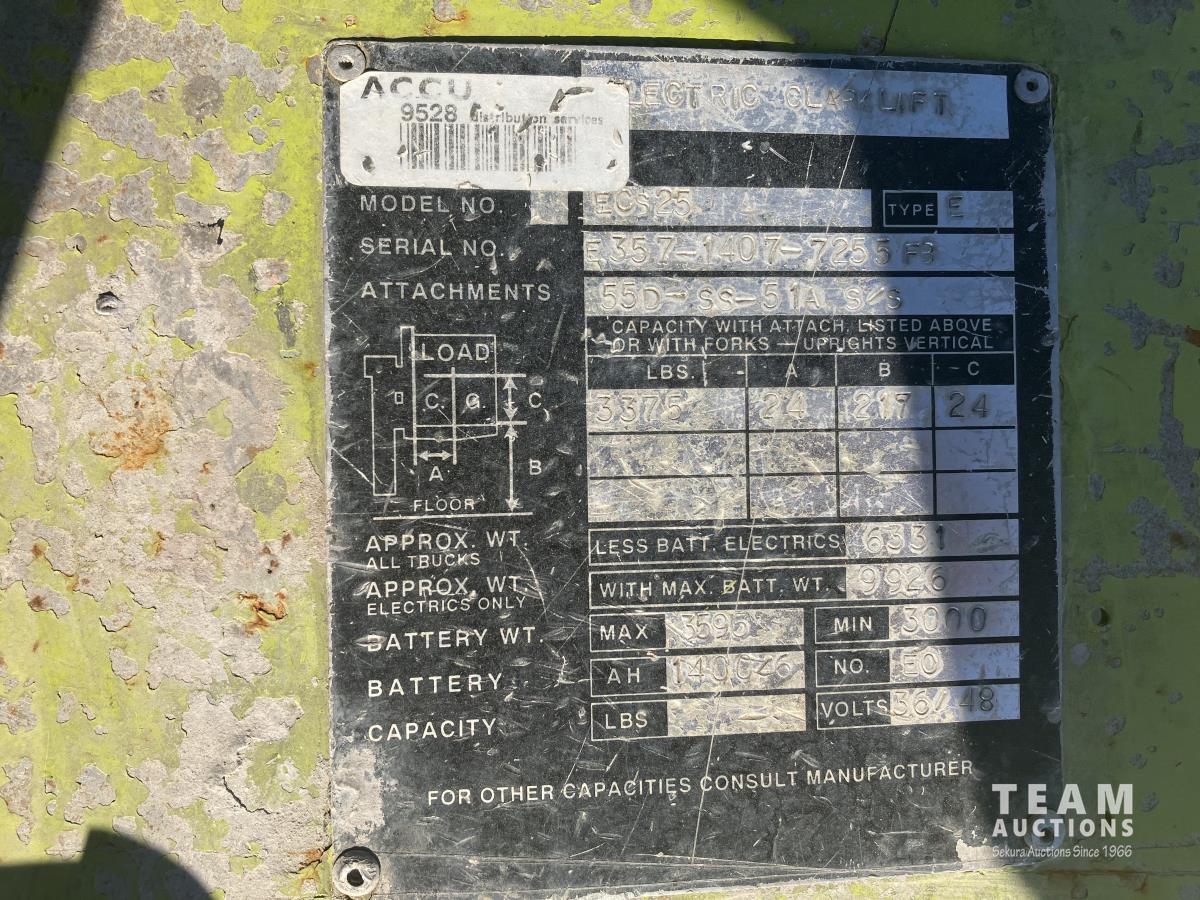 ACCU
9528 distribution services
LECTRIC CLARKLIFT
MODEL NO. ECS25 TYPE E
SERIAL NO. E357-1407-7255
ATTACHMENTS 55D-SS-51A S/S
CAPACITY WITH ATTACH. LISTED ABOVE
OR WITH FORKS — UPRIGHTS VERTICAL
LBS. A B C
3375 24 217 24
LOAD
C. G. C
A B
FLOOR
APPROX. WT.
ALL TRUCKS
LESS BATT. ELECTRICS 6331
APPROX. WT.
ELECTRICS ONLY
WITH MAX. BATT. WT. 9926
BATTERY WT. MAX 3595 MIN 3000
BATTERY AH NO. EO
CAPACITY LBS VOLTS 36/48
FOR OTHER CAPACITIES CONSULT MANUFACTURER
TEAM
AUCTIONS
Sekura Auctions Since 1966